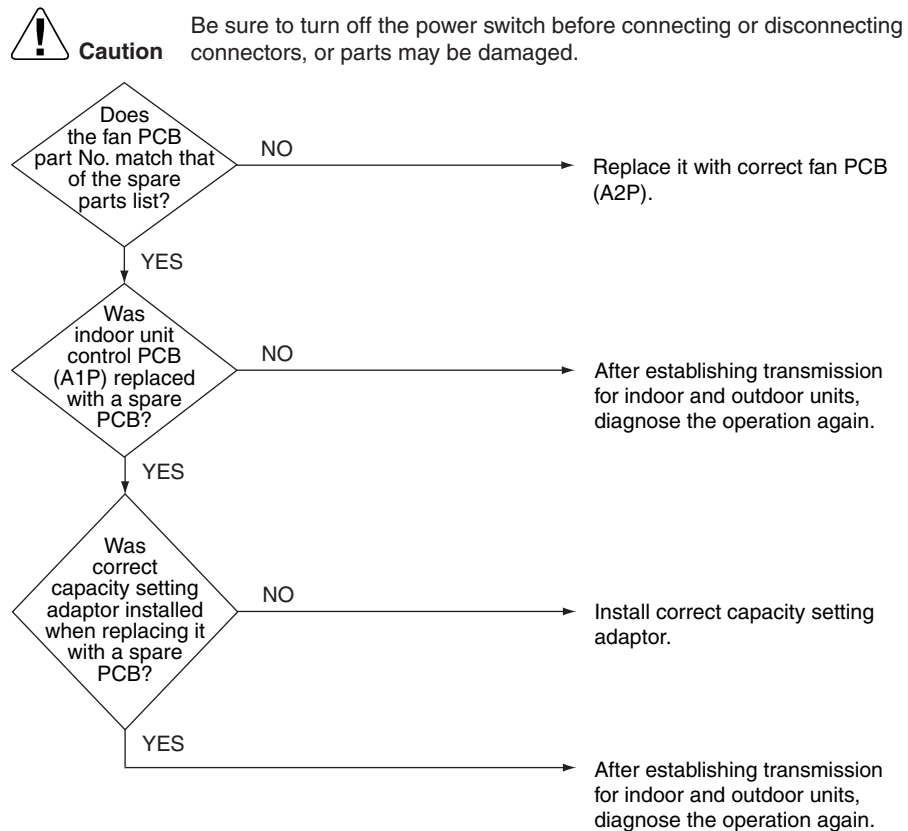 Caution
Be sure to turn off the power switch before connecting or disconnecting
connectors, or parts may be damaged.
Does
the fan PCB
part No. match that
of the spare
parts list?
NO
Replace it with correct fan PCB
(A2P).
YES
Was
indoor unit
control PCB
(A1P) replaced
with a spare
PCB?
NO
After establishing transmission
for indoor and outdoor units,
diagnose the operation again.
YES
Was
correct
capacity setting
adaptor installed
when replacing it
with a spare
PCB?
NO
Install correct capacity setting
adaptor.
YES
After establishing transmission
for indoor and outdoor units,
diagnose the operation again.